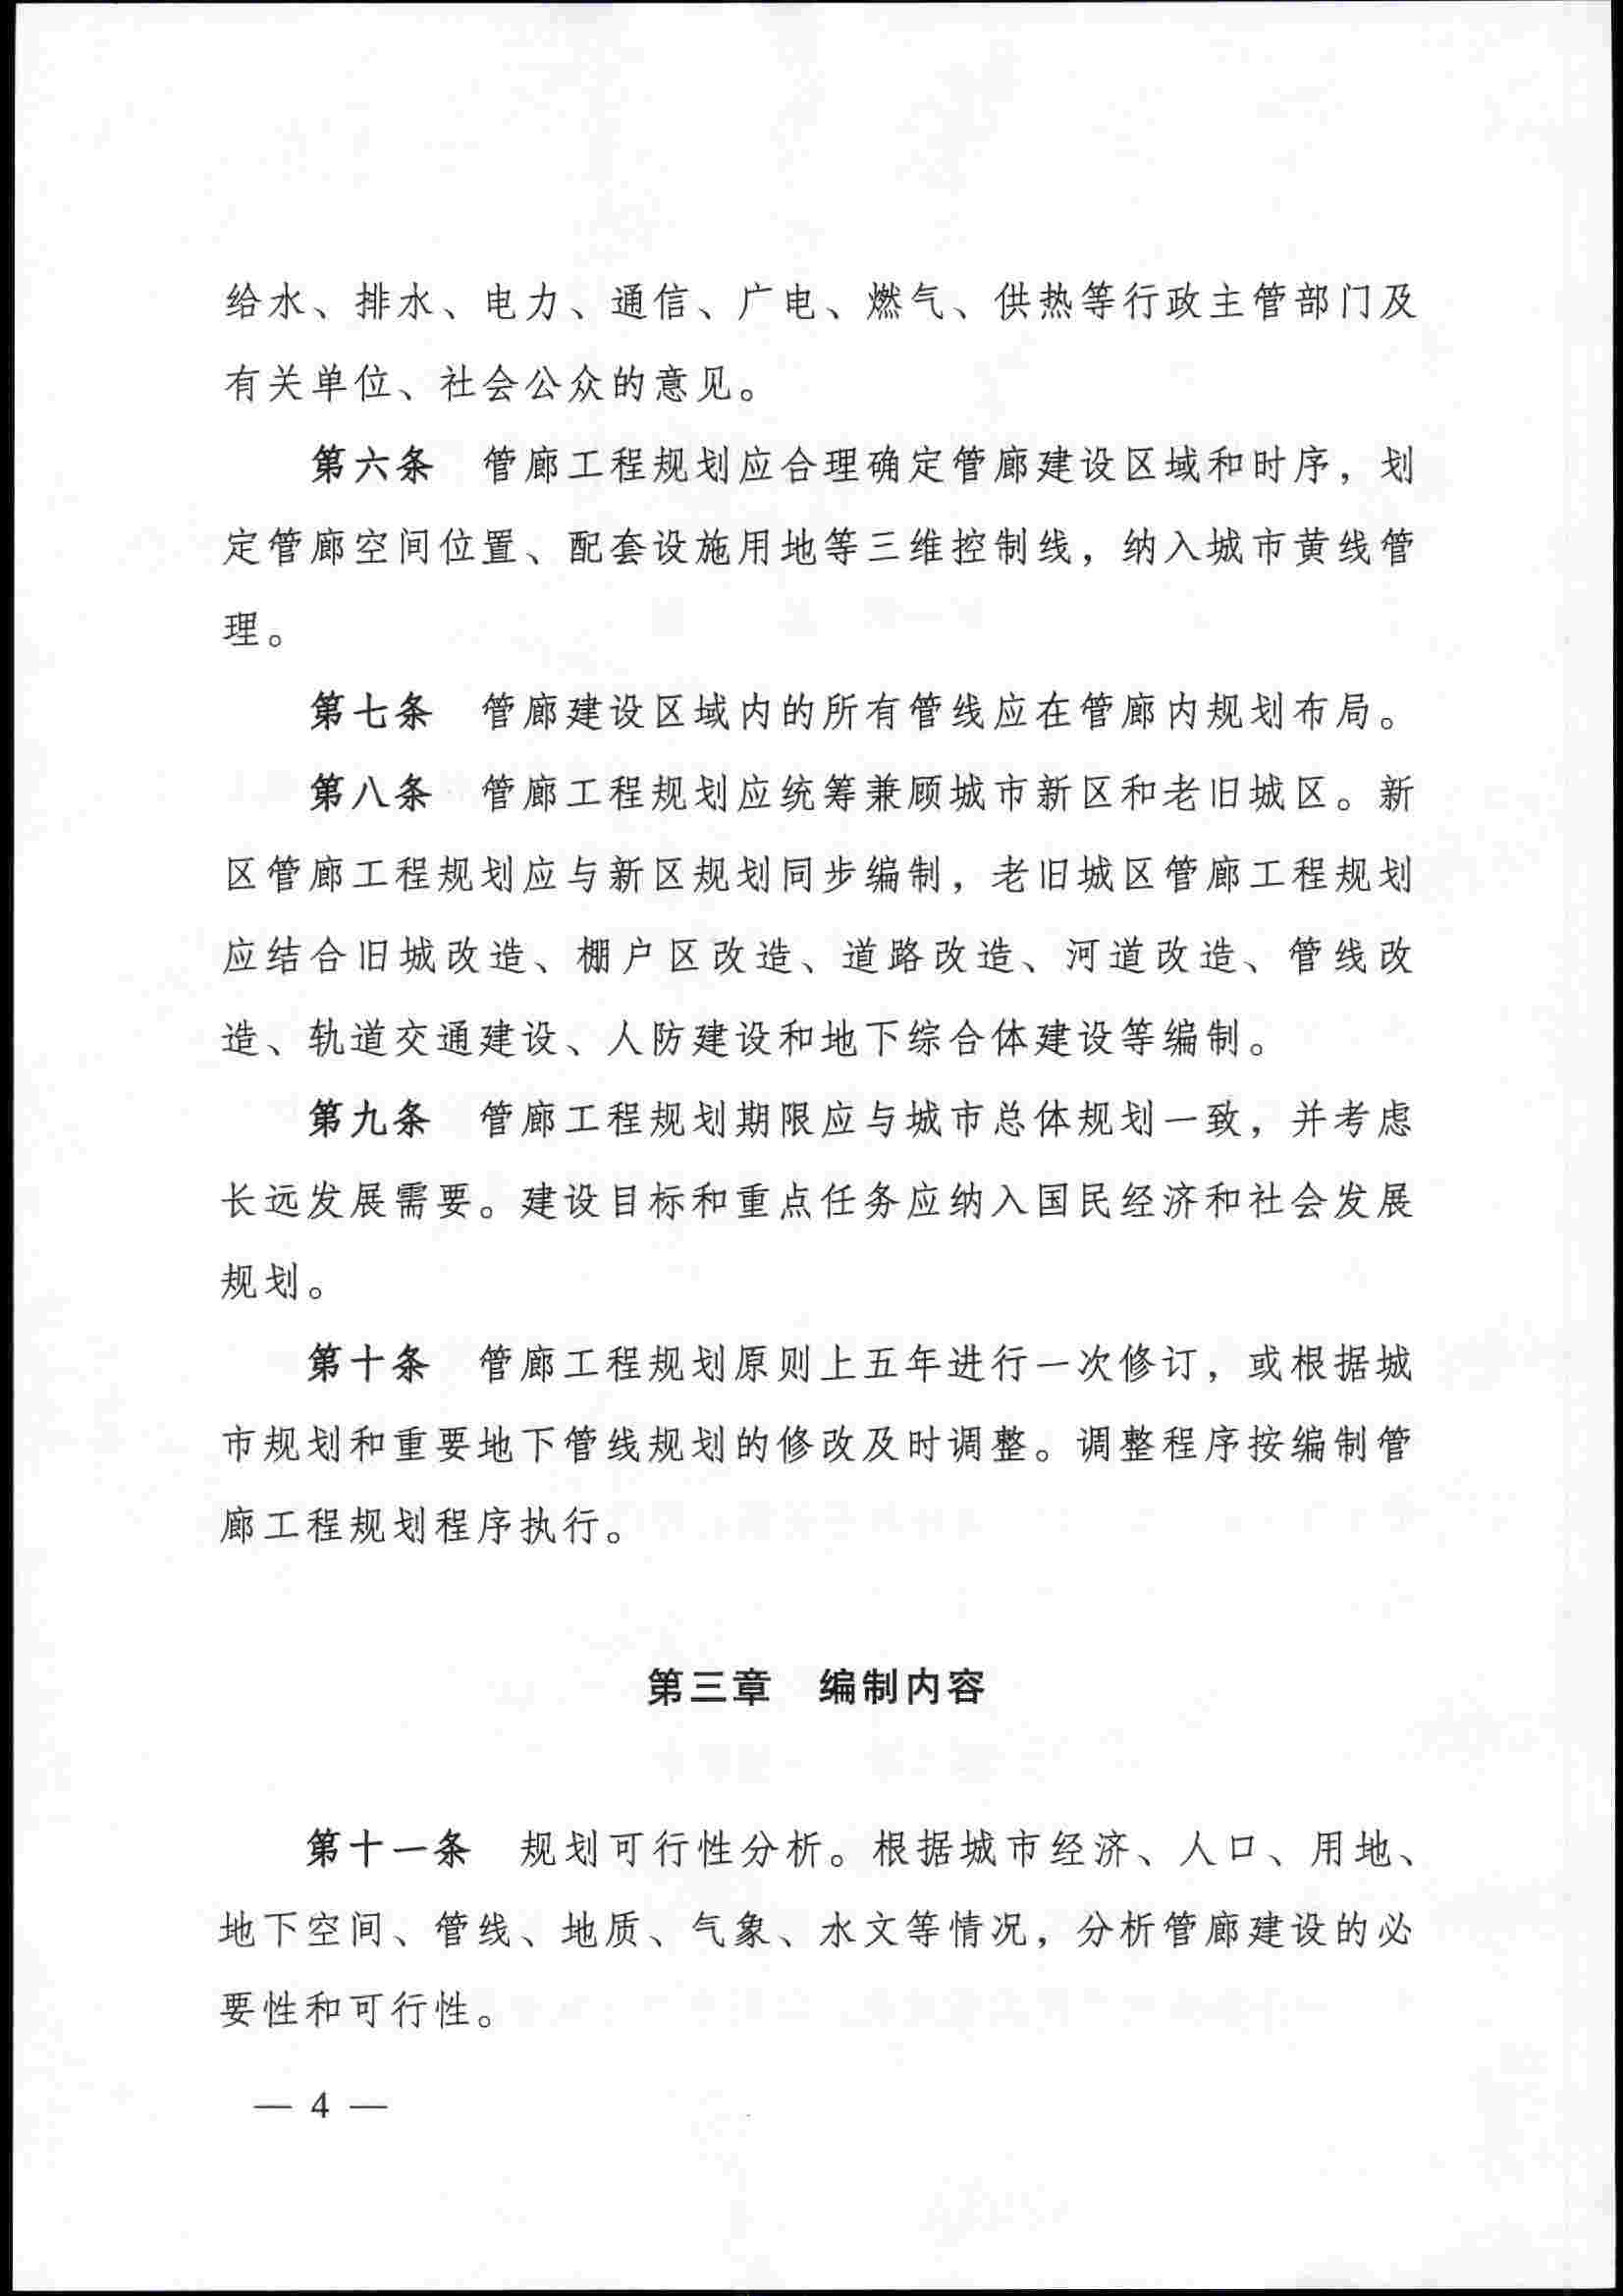 给水、排水、电力、通信、广电、燃气、供热等行政主管部门及
有关单位、社会公众的意见。
第六条　管廊工程规划应合理确定管廊建设区域和时序，划
定管廊空间位置、配套设施用地等三维控制线，纳入城市黄线管
理。
第七条　管廊建设区域内的所有管线应在管廊内规划布局。
第八条　管廊工程规划应统筹兼顾城市新区和老旧城区。新
区管廊工程规划应与新区规划同步编制，老旧城区管廊工程规划
应结合旧城改造、棚户区改造、道路改造、河道改造、管线改
造、轨道交通建设、人防建设和地下综合体建设等编制。
第九条　管廊工程规划期限应与城市总体规划一致，并考虑
长远发展需要。建设目标和重点任务应纳入国民经济和社会发展
规划。
第十条　管廊工程规划原则上五年进行一次修订，或根据城
市规划和重要地下管线规划的修改及时调整。调整程序按编制管
廊工程规划程序执行。
第三章　编制内容
第十一条　规划可行性分析。根据城市经济、人口、用地、
地下空间、管线、地质、气象、水文等情况，分析管廊建设的必
要性和可行性。
— 4 —